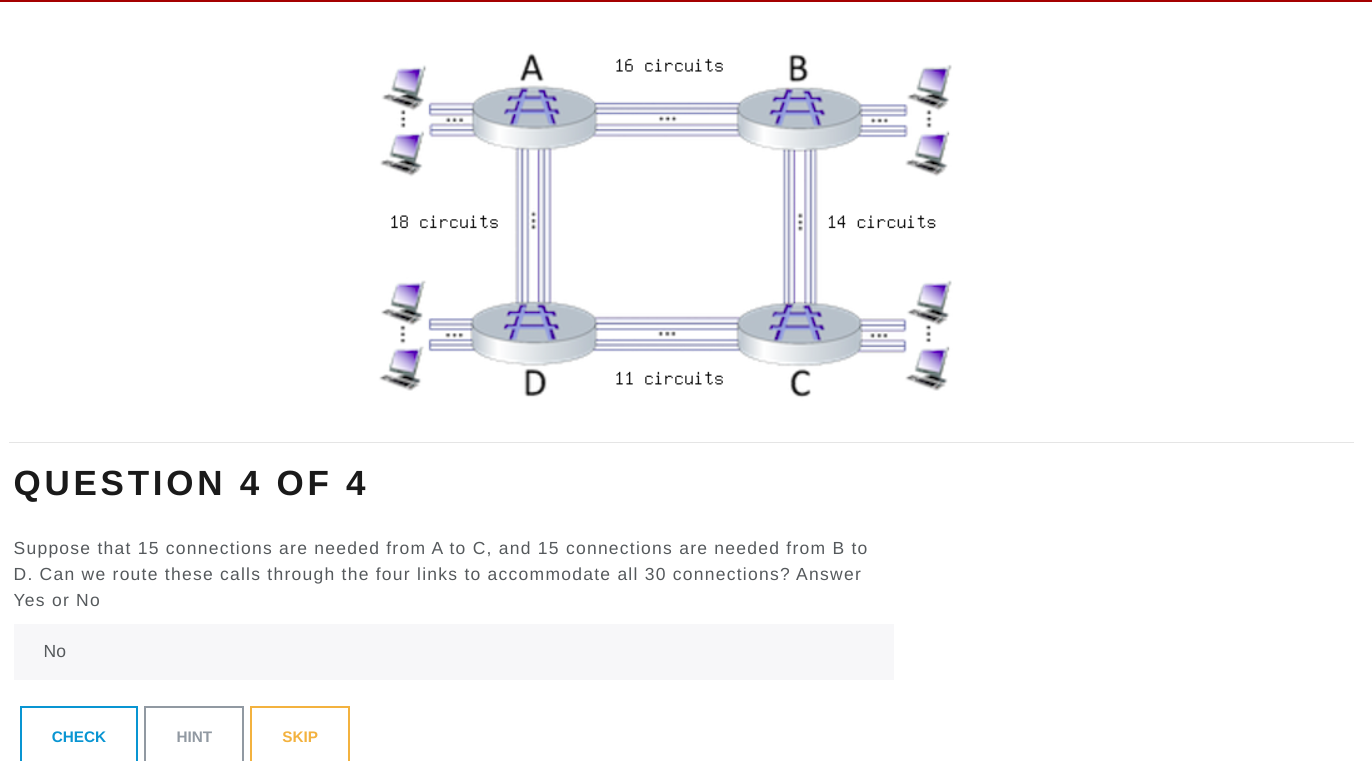 A
16 circuits
B
18 circuits
14 circuits
D
11 circuits
C
QUESTION 4 OF 4
Suppose that 15 connections are needed from A to C, and 15 connections are needed from B to
D. Can we route these calls through the four links to accommodate all 30 connections? Answer
Yes or No
No
CHECK
HINT
SKIP